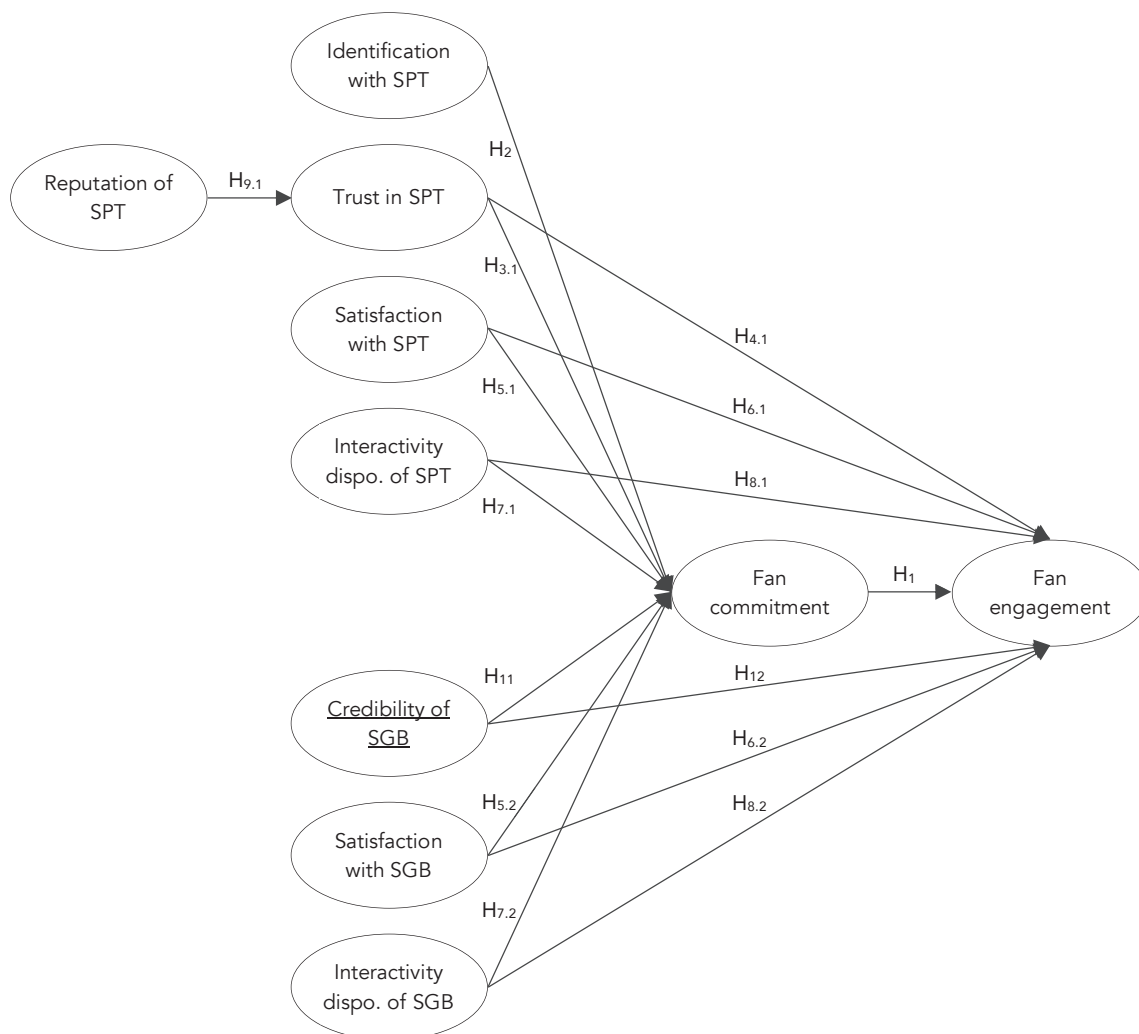 Identification
with SPT
H2
Reputation of
SPT
H9.1
Trust in SPT
H3.1
Satisfaction
with SPT
H4.1
H5.1
H6.1
Interactivity
dispo. of SPT
H8.1
H7.1
Fan
commitment
H1
Fan
engagement
H11
H12
Credibility of
SGB
H6.2
H5.2
H8.2
Satisfaction
with SGB
H7.2
Interactivity
dispo. of SGB